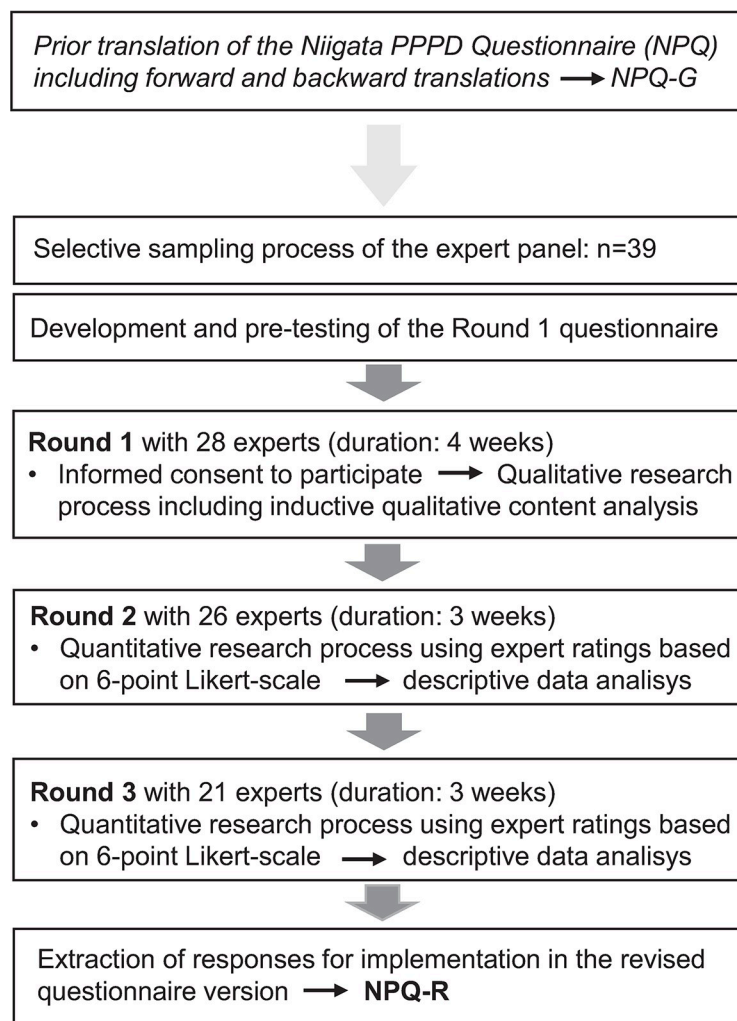 Prior translation of the Niigata PPPD Questionnaire (NPQ)
including forward and backward translations → NPQ-G
Selective sampling process of the expert panel: n=39
Development and pre-testing of the Round 1 questionnaire
Round 1 with 28 experts (duration: 4 weeks)
• Informed consent to participate → Qualitative research
process including inductive qualitative content analysis
Round 2 with 26 experts (duration: 3 weeks)
• Quantitative research process using expert ratings based
on 6-point Likert-scale → descriptive data analisys
Round 3 with 21 experts (duration: 3 weeks)
• Quantitative research process using expert ratings based
on 6-point Likert-scale → descriptive data analisys
Extraction of responses for implementation in the revised
questionnaire version → NPQ-R